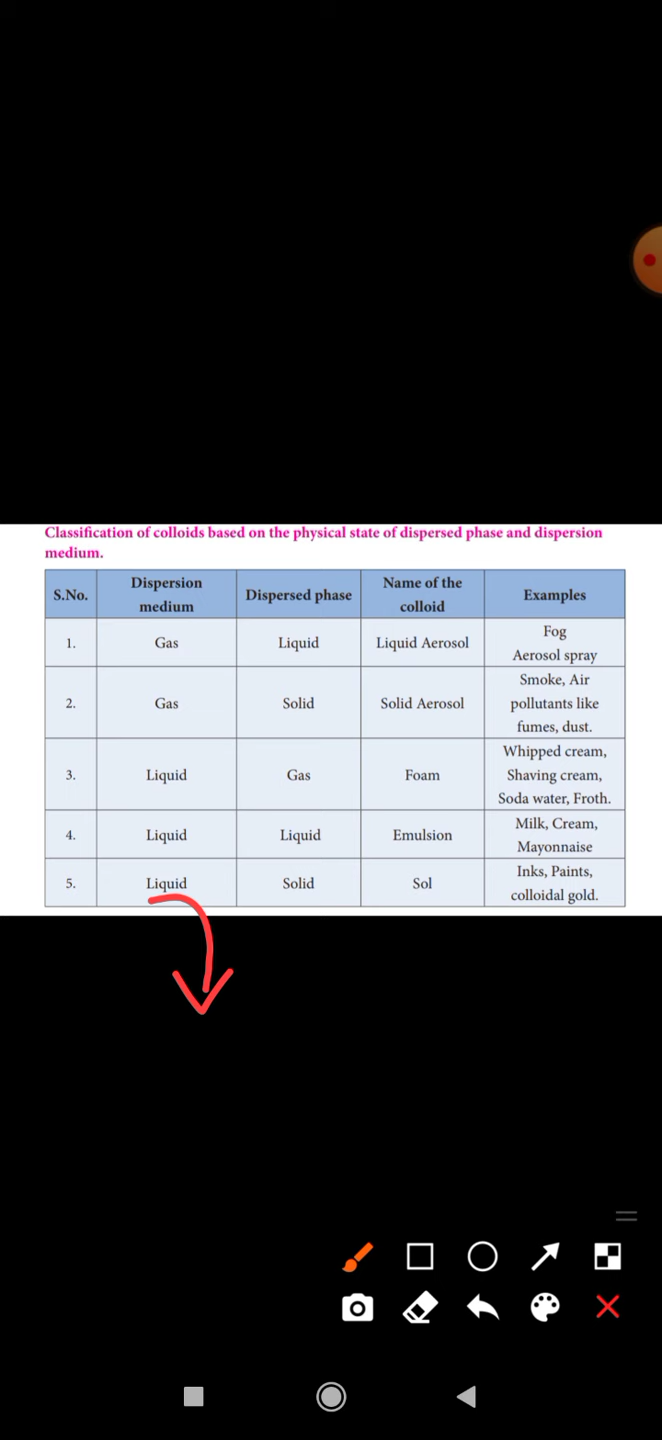 Classification of colloids based on the physical state of dispersed phase and dispersion
medium.
S.No. Dispersion medium Dispersed phase Name of the colloid Examples
1. Gas Liquid Liquid Aerosol Fog Aerosol spray
2. Gas Solid Solid Aerosol Smoke, Air pollutants like fumes, dust.
3. Liquid Gas Foam Whipped cream, Shaving cream, Soda water, Froth.
4. Liquid Liquid Emulsion Milk, Cream, Mayonnaise
5. Liquid Solid Sol Inks, Paints, colloidal gold.